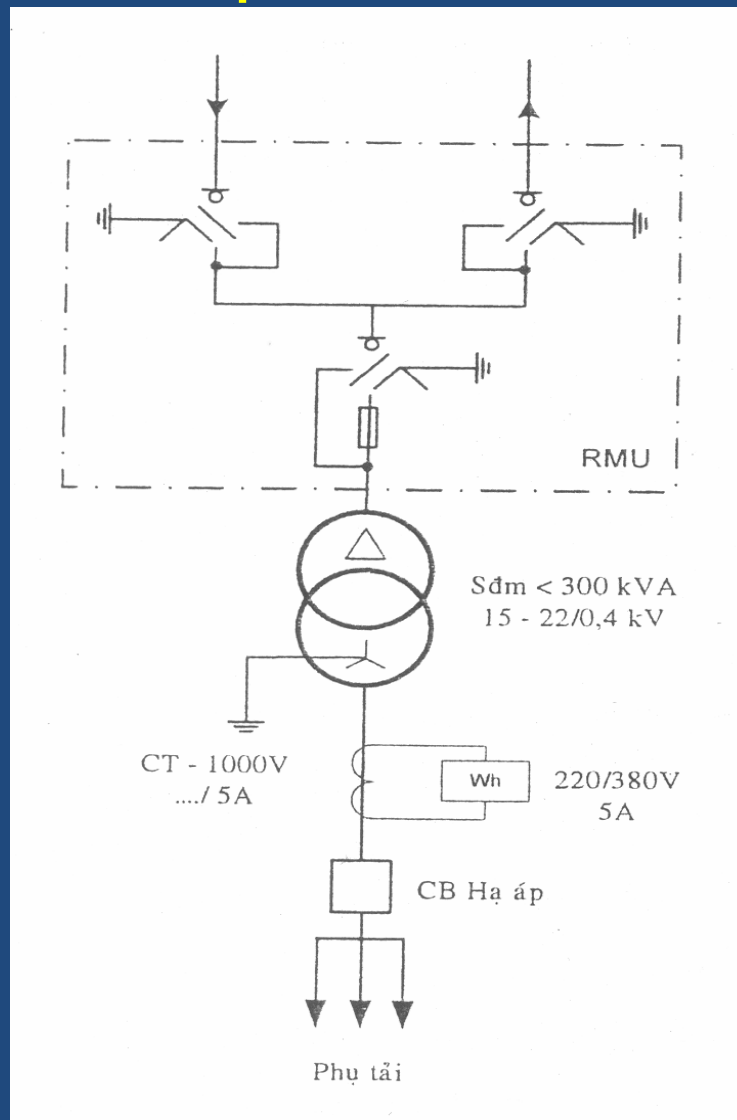 RMU
Sđm < 300 kVA
15 - 22/0,4 kV
CT - 1000V
..../ 5A
Wh
220/380V
5A
CB Hạ áp
Phụ tải